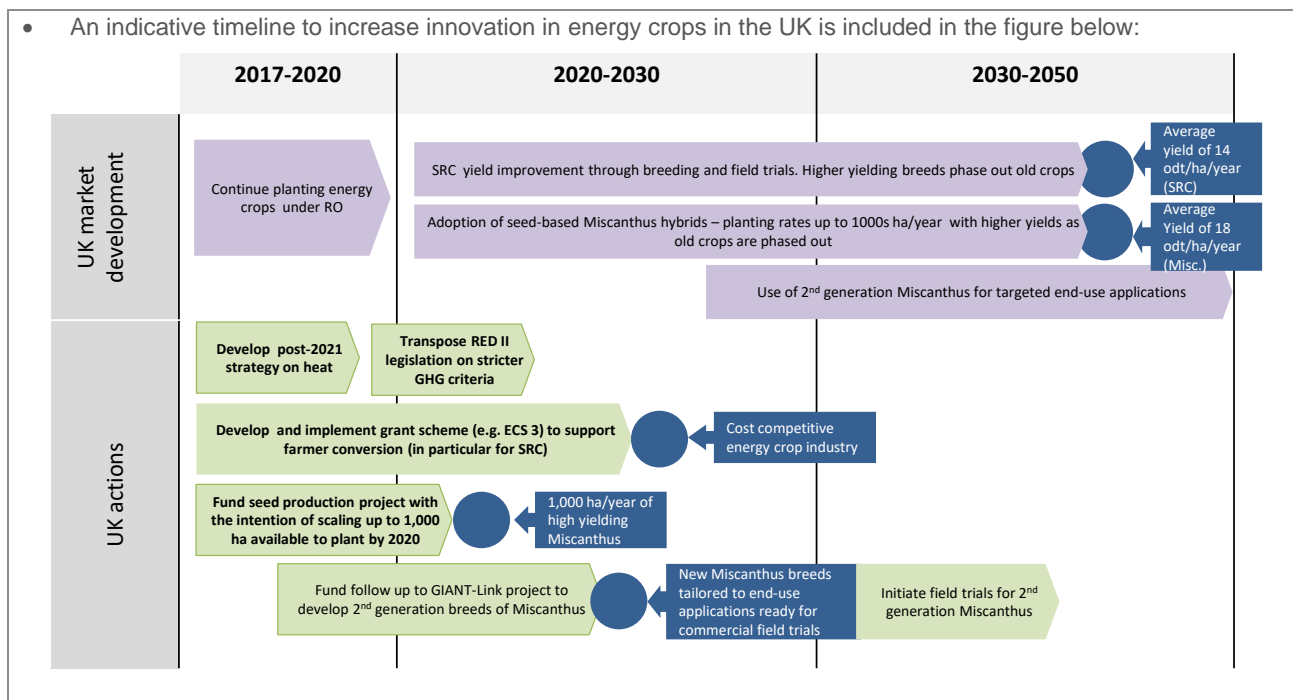 • An indicative timeline to increase innovation in energy crops in the UK is included in the figure below:
2017-2020
2020-2030
2030-2050
UK market
development
Continue planting energy
crops under RO
SRC yield improvement through breeding and field trials. Higher yielding breeds phase out old crops
Average
yield of 14
odt/ha/year
(SRC)
Adoption of seed-based Miscanthus hybrids – planting rates up to 1000s ha/year with higher yields as
old crops are phased out
Average
Yield of 18
odt/ha/year
(Misc.)
Use of 2nd generation Miscanthus for targeted end-use applications
UK actions
Develop post-2021
strategy on heat
Transpose RED II
legislation on stricter
GHG criteria
Develop and implement grant scheme (e.g. ECS 3) to support
farmer conversion (in particular for SRC)
Cost competitive
energy crop industry
Fund seed production project with
the intention of scaling up to 1,000
ha available to plant by 2020
1,000 ha/year of
high yielding
Miscanthus
Fund follow up to GIANT-Link project to
develop 2nd generation breeds of Miscanthus
New Miscanthus breeds
tailored to end-use
applications ready for
commercial field trials
Initiate field trials for 2nd
generation Miscanthus